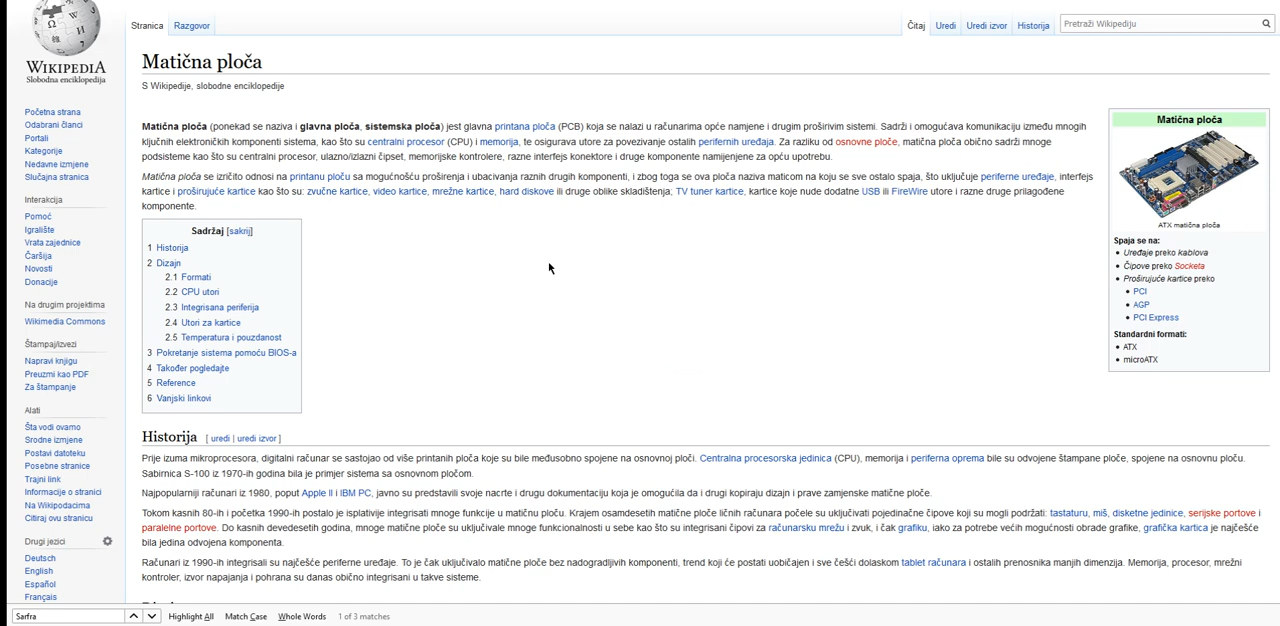 Stranica
Razgovor
Čitaj
Uredi
Uredi izvor
Historija
Pretraži Wikipediju
WIKIPEDIJA
Slobodna enciklopedija
Početna strana
Odabrani članci
Portali
Kategorije
Nedavne izmjene
Slučajna stranica
Interakcija
Pomoć
Igralište
Vrata zajednice
Čaršija
Novosti
Donacije
Na drugim projektima
Wikimedia Commons
Štampaj/izvezi
Napravi knjigu
Preuzmi kao PDF
Za štampanje
Alati
Šta vodi ovamo
Srodne izmjene
Postavi datoteku
Posebne stranice
Trajni link
Informacije o stranici
Na Wikipodacima
Citiraj ovu stranicu
Drugi jezici
Deutsch
English
Español
Français
Matična ploča
S Wikipedije, slobodne enciklopedije
Matična ploča (ponekad se naziva i glavna ploča, sistemska ploča) jest glavna printana ploča (PCB) koja se nalazi u računarima opće namjene i drugim proširivim sistemi. Sadrži i omogućava komunikaciju između mnogih
ključnih elektroničkih komponenti sistema, kao što su centralni procesor (CPU) i memorija, te osigurava utore za povezivanje ostalih perifernih uređaja. Za razliku od osnovne ploče, matična ploča obično sadrži mnoge
podsisteme kao što su centralni procesor, ulazno/izlazni čipset, memorijske kontrolere, razne interfejs konektore i druge komponente namijenjene za opću upotrebu.
Matična ploča se izričito odnosi na printanu ploču sa mogućnošću proširenja i ubacivanja raznih drugih komponenti, i zbog toga se ova ploča naziva maticom na koju se sve ostalo spaja, što uključuje periferne uređaje, interfejs
kartice i proširujuće kartice kao što su: zvučne kartice, video kartice, mrežne kartice, hard diskove ili druge oblike skladištenja; TV tuner kartice, kartice koje nude dodatne USB ili FireWire utore i razne druge prilagođene
komponente.
Sadržaj [sakrij]
1 Historija
2 Dizajn
2.1 Formati
2.2 CPU utori
2.3 Integrisana periferija
2.4 Utori za kartice
2.5 Temperatura i pouzdanost
3 Pokretanje sistema pomoću BIOS-a
4 Također pogledajte
5 Reference
6 Vanjski linkovi
Matična ploča
ATX matična ploča
Spaja se na:
Uređaje preko kablova
Čipove preko Socketa
Proširujuće kartice preko
PCI
AGP
PCI Express
Standardni formati:
ATX
microATX
Historija [ uredi | uredi izvor ]
Prije izuma mikroprocesora, digitalni računar se sastojao od više printanih ploča koje su bile međusobno spojene na osnovnoj ploči. Centralna procesorska jedinica (CPU), memorija i periferna oprema bile su odvojene štampane ploče, spojene na osnovnu ploču.
Sabirnica S-100 iz 1970-ih godina bila je primjer sistema sa osnovnom pločom.
Najpopularniji računari iz 1980, poput Apple II i IBM PC, javno su predstavili svoje nacrte i drugu dokumentaciju koja je omogućila da i drugi kopiraju dizajn i prave zamjenske matične ploče.
Tokom kasnih 80-ih i početka 1990-ih postalo je isplativije integrisati mnoge funkcije u matičnu ploču. Krajem osamdesetih matične ploče ličnih računara počele su uključivati pojedinačne čipove koji su mogli podržati: tastaturu, miš, disketne jedinice, serijske portove i
paralelne portove. Do kasnih devedesetih godina, mnoge matične ploče su uključivale mnoge funkcionalnosti u sebe kao što su integrisani čipovi za računarsku mrežu i zvuk, i čak grafiku, iako za potrebe većih mogućnosti obrade grafike, grafička kartica je najčešće
bila jedina odvojena komponenta.
Računari iz 1990-ih integrisali su najčešće periferne uređaje. To je čak uključivalo matične ploče bez nadogradljivih komponenti, trend koji će postati uobičajen i sve češći dolaskom tablet računara i ostalih prenosnika manjih dimenzija. Memorija, procesor, mrežni
kontroler, izvor napajanja i pohrana su danas obično integrisani u takve sisteme.
Sarfra
Highlight All
Match Case
Whole Words
1 of 3 matches